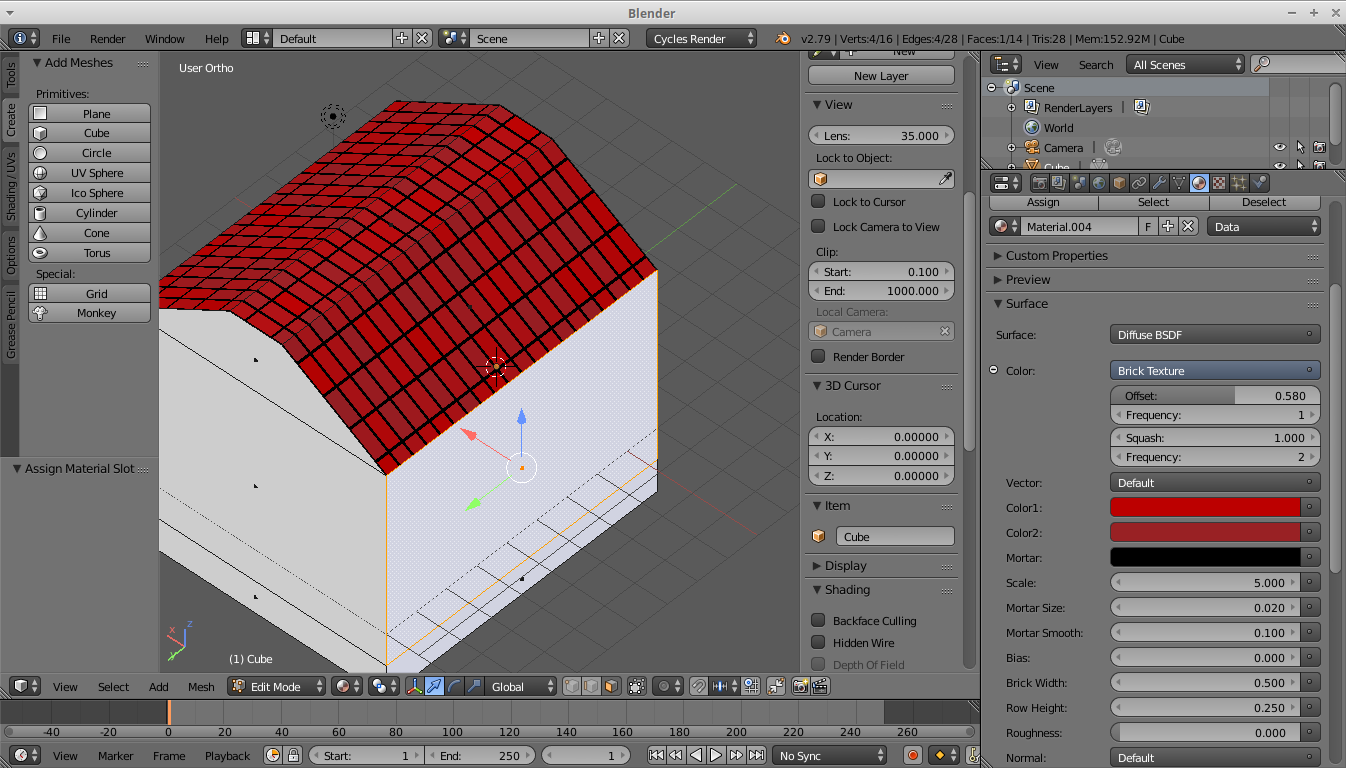 Blender
File Render Window Help Default Scene Cycles Render v2.79 | Verts:4/16 | Edges:4/28 | Faces:1/14 | Tris:28 | Mem:152.92M | Cube
Tools
Create
Shading / UVs
Options
Grease Pencil
Add Meshes
Primitives:
Plane
Cube
Circle
UV Sphere
Ico Sphere
Cylinder
Cone
Torus
Special:
Grid
Monkey
Assign Material Slot
User Ortho
x
z
y
(1) Cube
New
New Layer
View
Lens: 35.000
Lock to Object:
Lock to Cursor
Lock Camera to View
Clip:
Start: 0.100
End: 1000.000
Local Camera:
Camera
Render Border
3D Cursor
Location:
X: 0.00000
Y: 0.00000
Z: 0.00000
Item
Cube
Display
Shading
Backface Culling
Hidden Wire
Depth Of Field
View Search All Scenes
Scene
RenderLayers
World
Camera
Cube
Assign Select Deselect
Material.004 F Data
Custom Properties
Preview
Surface
Surface: Diffuse BSDF
Color: Brick Texture
Offset: 0.580
Frequency: 1
Squash: 1.000
Frequency: 2
Vector: Default
Color1:
Color2:
Mortar:
Scale: 5.000
Mortar Size: 0.020
Mortar Smooth: 0.100
Bias: 0.000
Brick Width: 0.500
Row Height: 0.250
Roughness: 0.000
Normal: Default
View Select Add Mesh Edit Mode Global
-40 -20 0 20 40 60 80 100 120 140 160 180 200 220 240 260
View Marker Frame Playback Start: 1 End: 250 1 No Sync